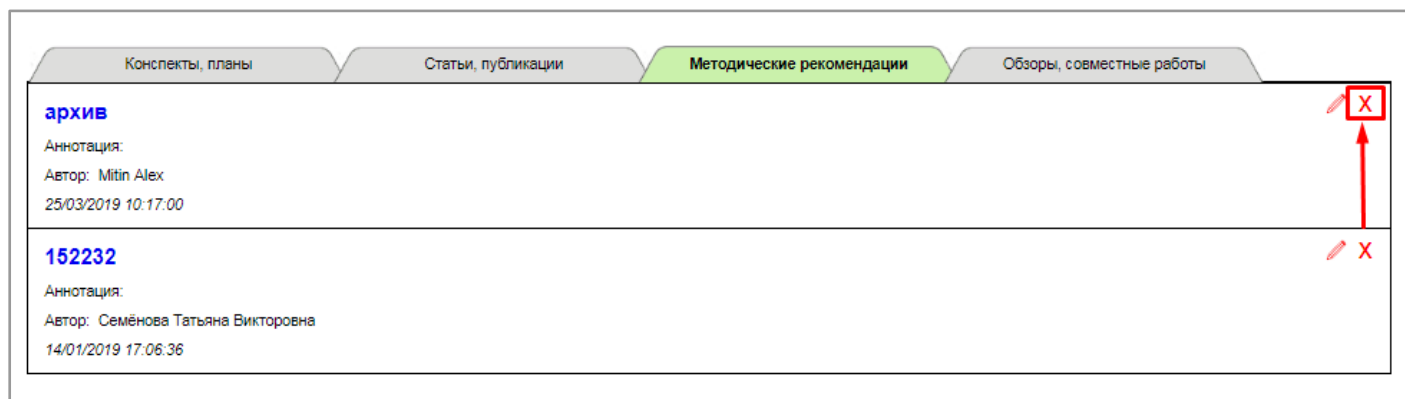 Конспекты, планы Статьи, публикации Методические рекомендации Обзоры, совместные работы
архив X
Аннотация:
Автор: Mitin Alex
25/03/2019 10:17:00
152232 X
Аннотация:
Автор: Семёнова Татьяна Викторовна
14/01/2019 17:06:36